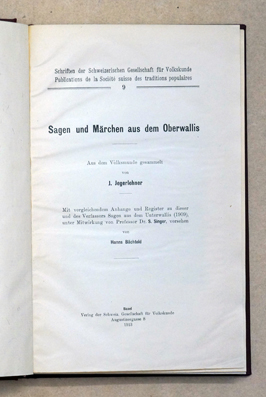 Schriften der Schweizerischen Gesellschaft für Volkskunde
Publications de la Société suisse des traditions populaires
9
Sagen und Märchen aus dem Oberwallis
Aus dem Volksmunde gesammelt
von
J. Jegerlehner
Mit vergleichendem Anhange und Register zu dieser
und des Verfassers Sagen aus dem Unterwallis (1909),
unter Mitwirkung von Professor Dr. S. Singer, versehen
von
Hanns Bächtold
Basel
Verlag der Schweiz. Gesellschaft für Volkskunde
Augustinergasse 8
1913